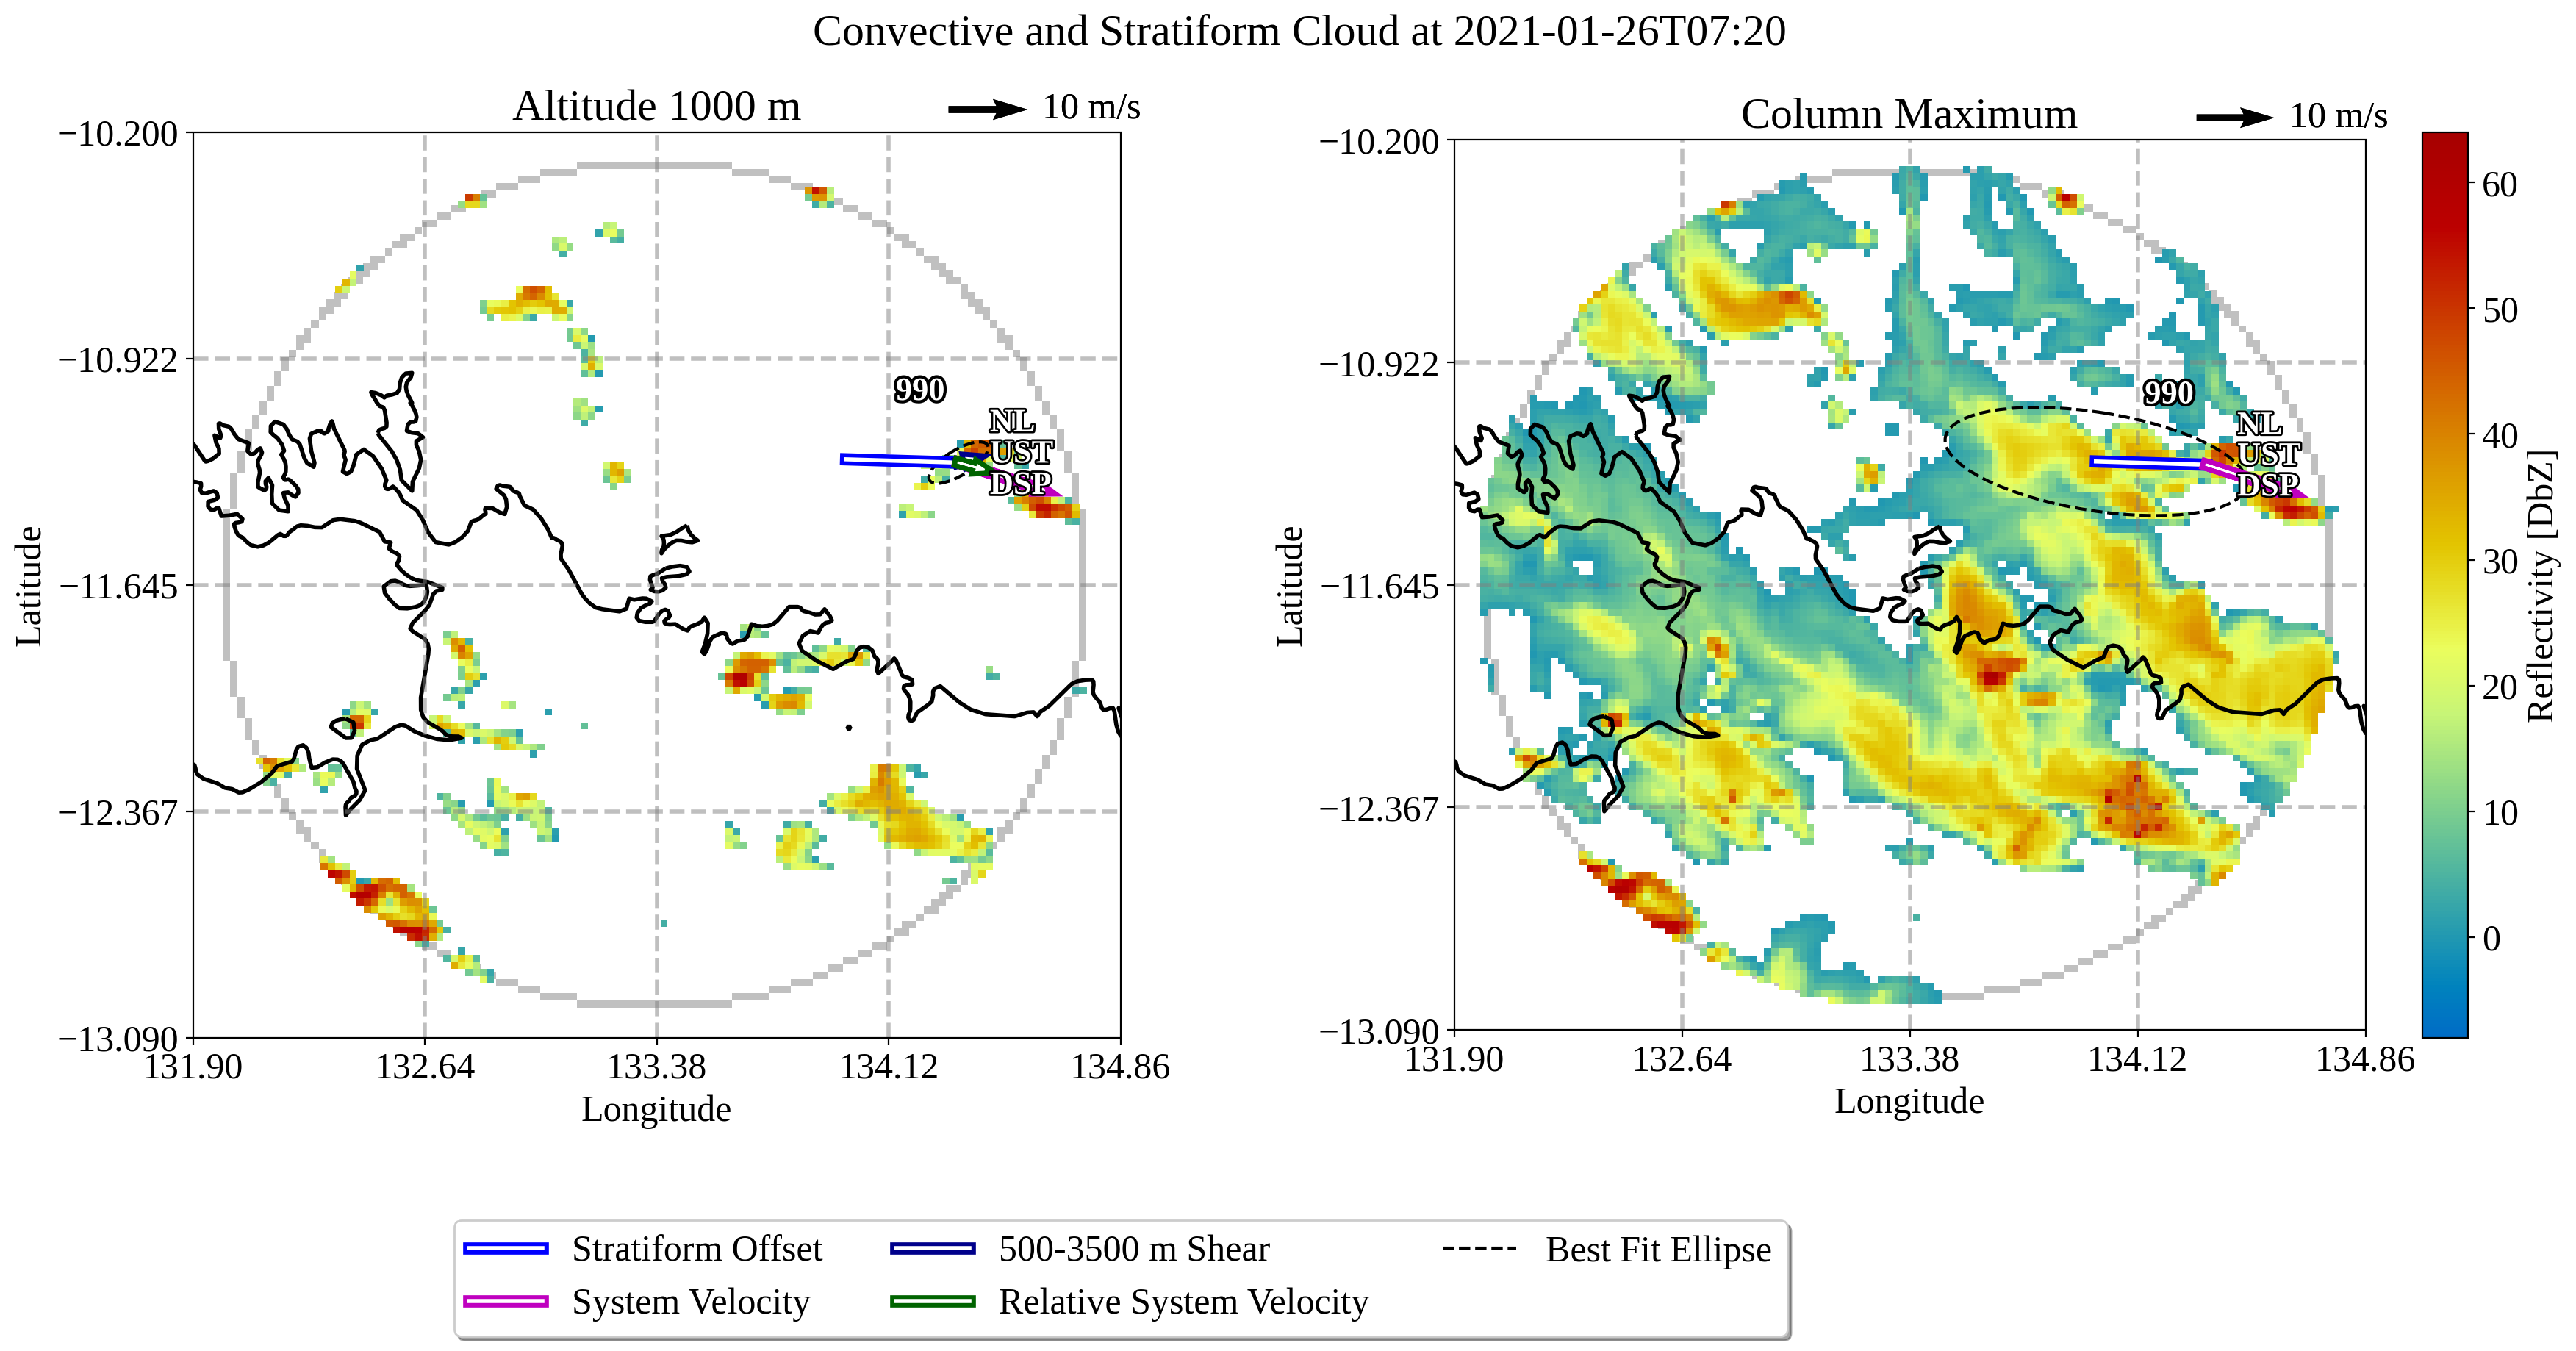 Convective and Stratiform Cloud at 2021-01-26T07:20
Altitude 1000 m
10 m/s
Column Maximum
10 m/s
−10.200
−10.922
−11.645
−12.367
−13.090
Latitude
131.90
132.64
133.38
134.12
134.86
Longitude
990
NL
UST
DSP
−10.200
−10.922
−11.645
−12.367
−13.090
Latitude
131.90
132.64
133.38
134.12
134.86
Longitude
990
NL
UST
DSP
60
50
40
30
20
10
0
Reflectivity [DbZ]
Stratiform Offset
System Velocity
500-3500 m Shear
Relative System Velocity
Best Fit Ellipse